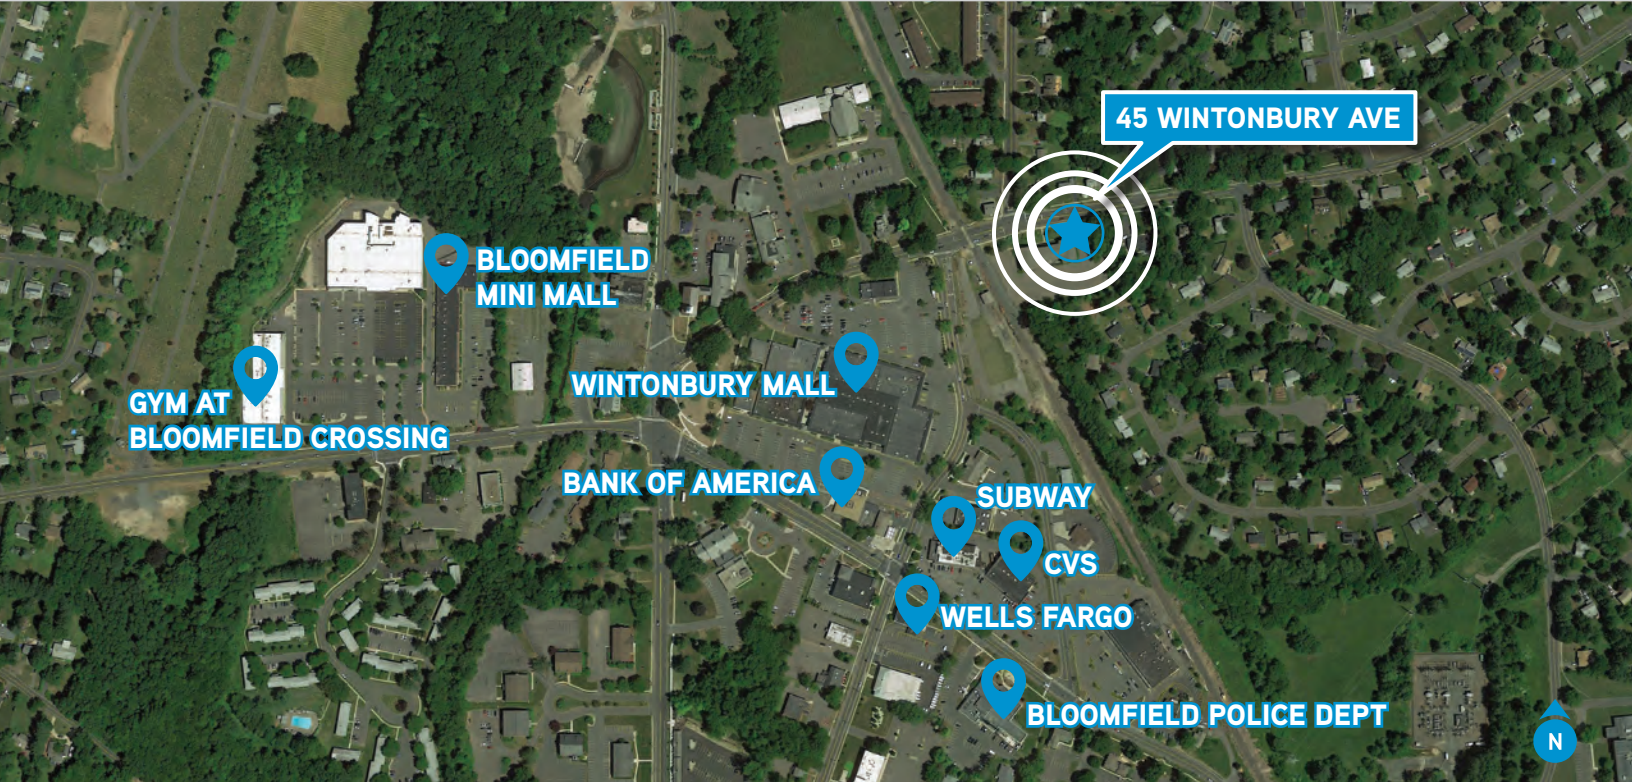 45 WINTONBURY AVE
BLOOMFIELD
MINI MALL
WINTONBURY MALL
GYM AT
BLOOMFIELD CROSSING
BANK OF AMERICA
SUBWAY
CVS
WELLS FARGO
BLOOMFIELD POLICE DEPT
N